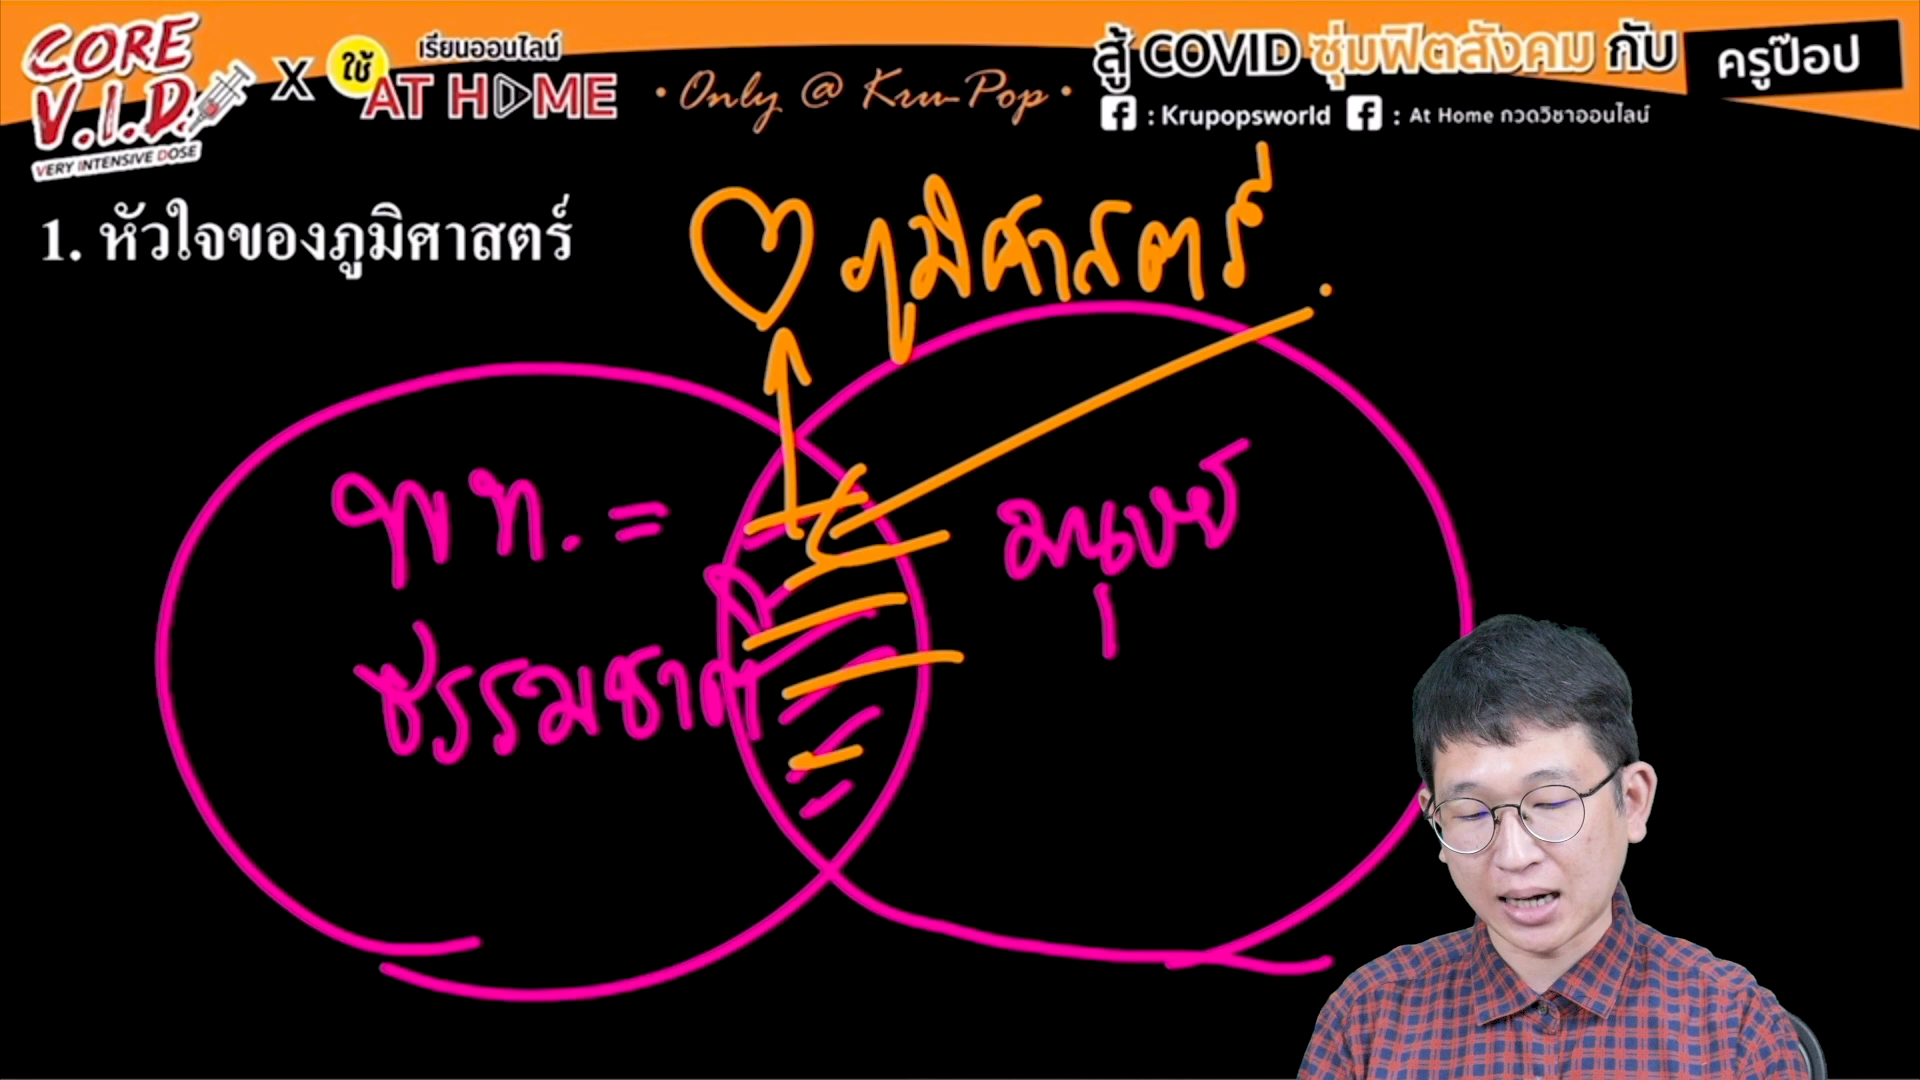 CORE
V.I.D.
VERY INTENSIVE DOSE
X
ใช้
เรียนออนไลน์
AT HOME
• Only @ Kru-Pop •
สู้ COVID ซุ่มฟิตสังคม กับ
ครูป๊อป
: Krupopsworld : At Home กวดวิชาออนไลน์
1. หัวใจของภูมิศาสตร์
ภูมิศาสตร์
พท. =
ธรรมชาติ
มนุษย์